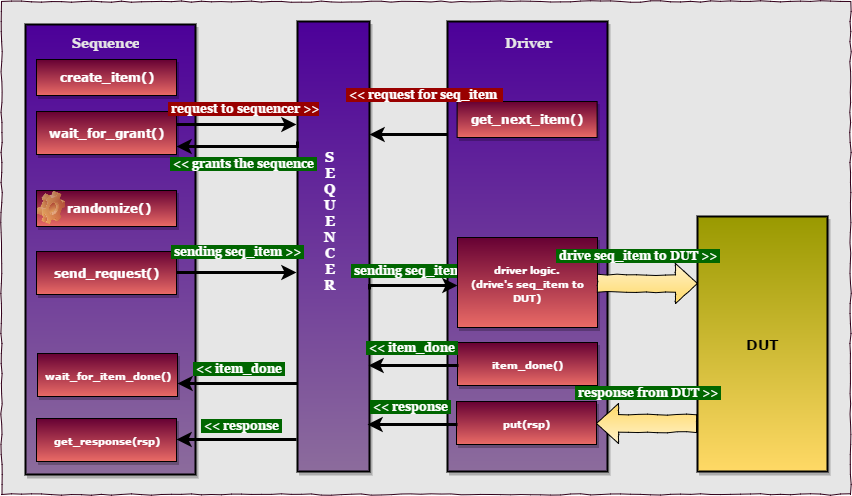 Sequence
create_item()
request to sequencer >>
wait_for_grant()
<< grants the sequence
randomize()
sending seq_item >>
send_request()
wait_for_item_done()
<< item_done
get_response(rsp)
<< response
SEQUENCER
Driver
<< request for seq_item
get_next_item()
sending seq_item
driver logic.
(drive's seq_item to
DUT)
drive seq_item to DUT >>
<< item_done
item_done()
<< response
put(rsp)
response from DUT >>
DUT